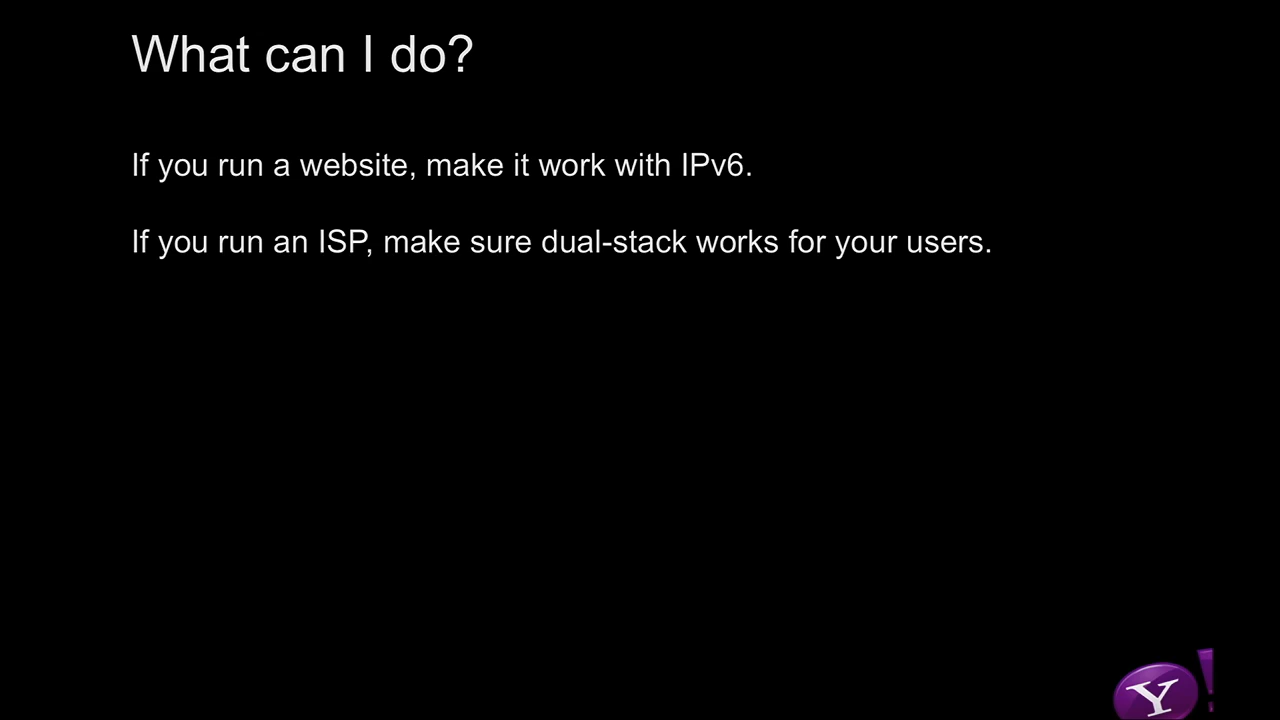 What can I do?
If you run a website, make it work with IPv6.
If you run an ISP, make sure dual-stack works for your users.
Y!